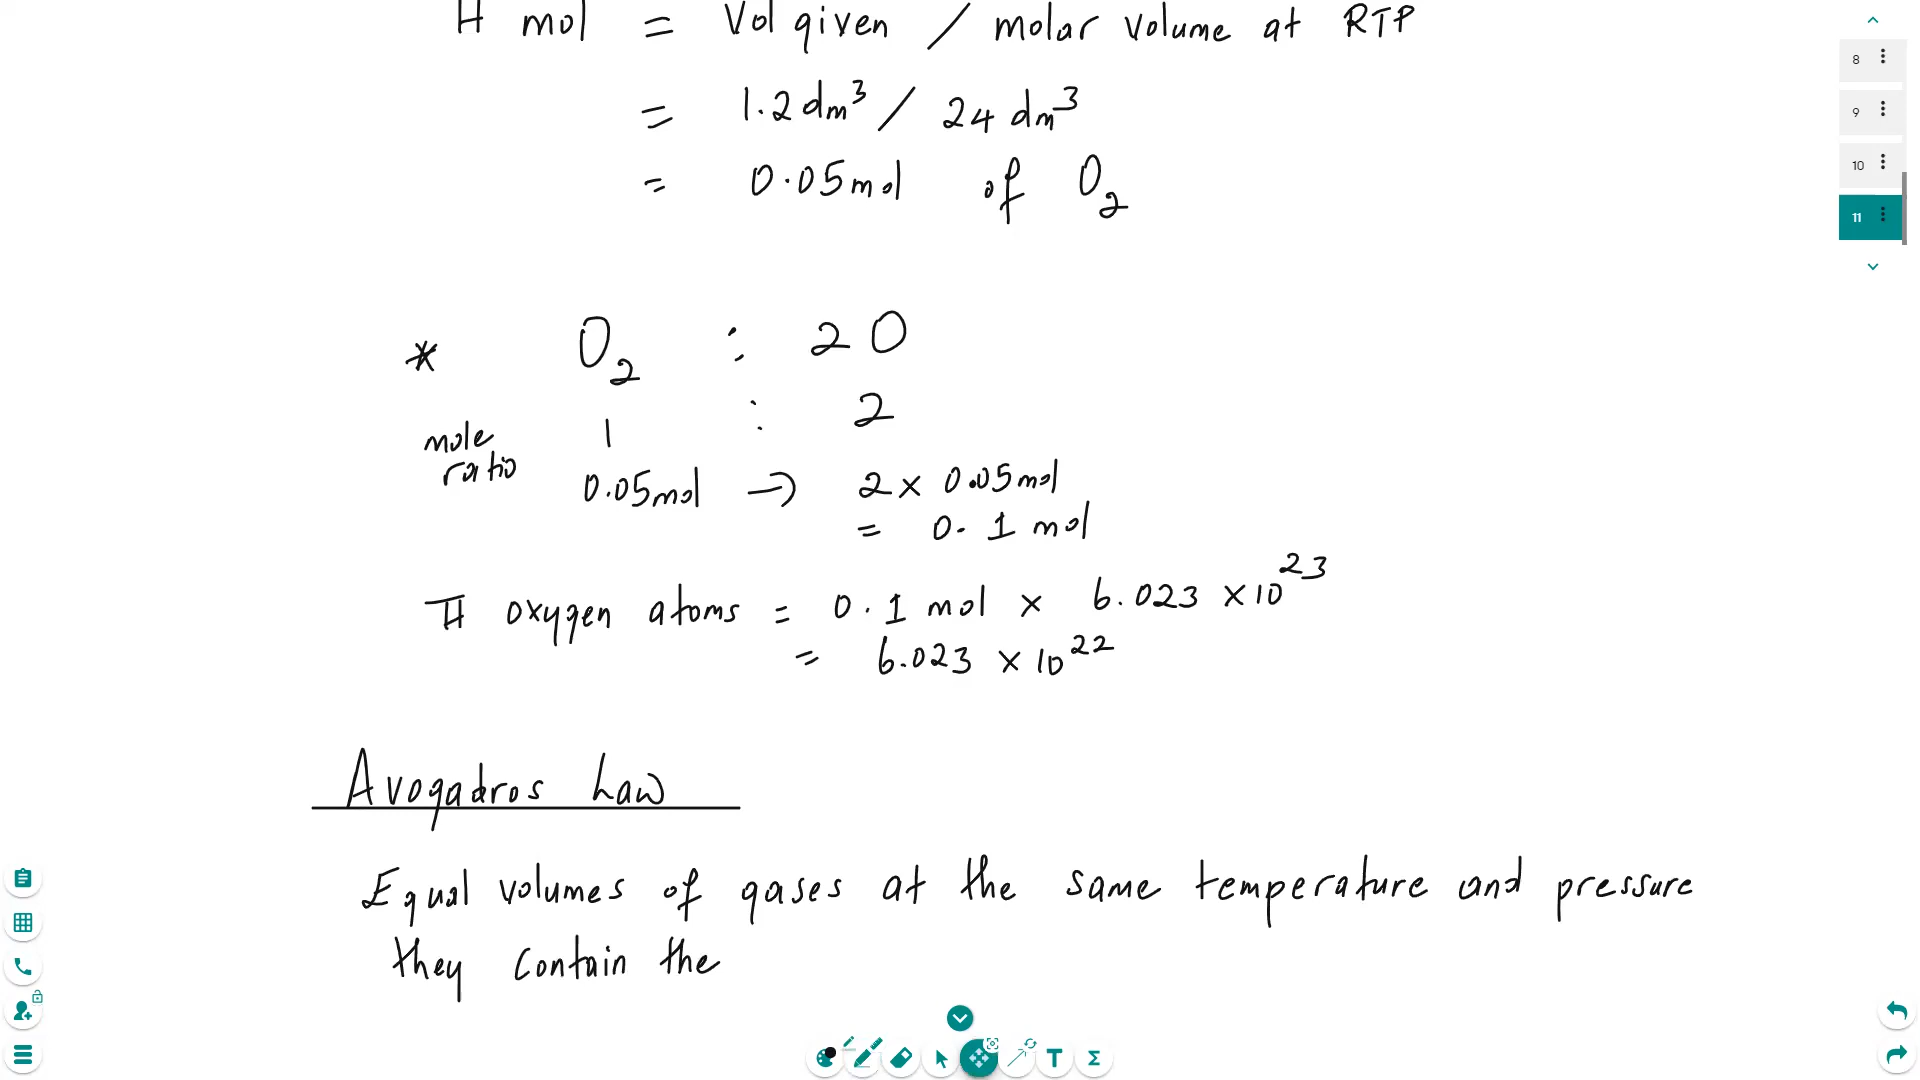 # mol = Vol given / molar volume at RTP
= 1.2 dm³ / 24 dm³
= 0.05 mol of O₂
* O₂ : 2 O
mole ratio 1 : 2
0.05 mol → 2 × 0.05 mol
= 0.1 mol
# oxygen atoms = 0.1 mol × 6.023 × 10²³
= 6.023 × 10²²
Avogadros Law
Equal volumes of gases at the same temperature and pressure
they contain the
8
9
10
11
T
Σ